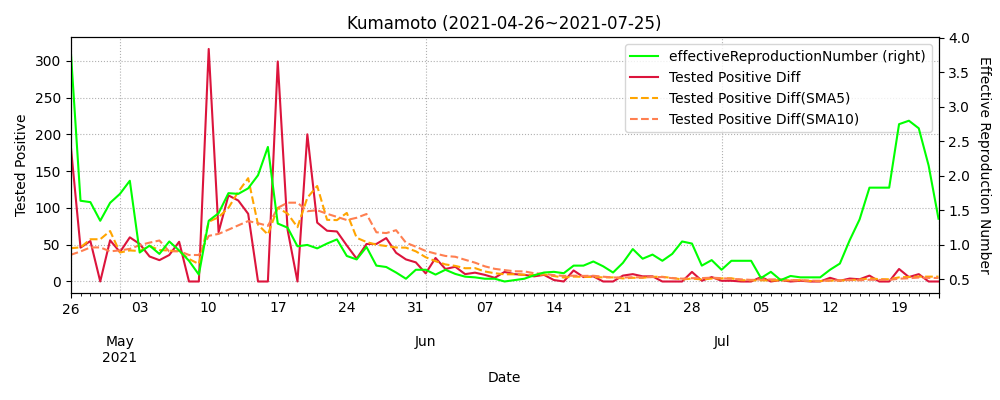 Kumamoto (2021-04-26~2021-07-25)
effectiveReproductionNumber (right)
Tested Positive Diff
Tested Positive Diff(SMA5)
Tested Positive Diff(SMA10)
Tested Positive
300
250
200
150
100
50
0
4.0
3.5
3.0
2.5
2.0
1.5
1.0
0.5
Effective Reproduction Number
26 03 10 17 24 31 07 14 21 28 05 12 19
May Jun Jul
2021
Date